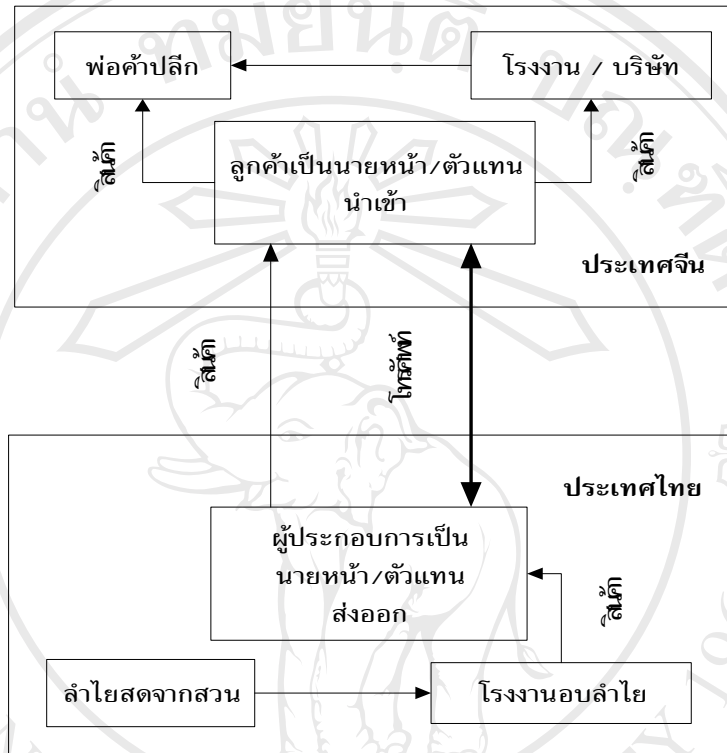 พ่อค้าปลีก
โรงงาน / บริษัท
สินค้า
ลูกค้าเป็นนายหน้า/ตัวแทน
นำเข้า
สินค้า
ประเทศจีน
สินค้า
โทรศัพท์
ประเทศไทย
ผู้ประกอบการเป็น
นายหน้า/ตัวแทน
ส่งออก
สินค้า
ลำไยสดจากสวน
โรงงานอบลำไย